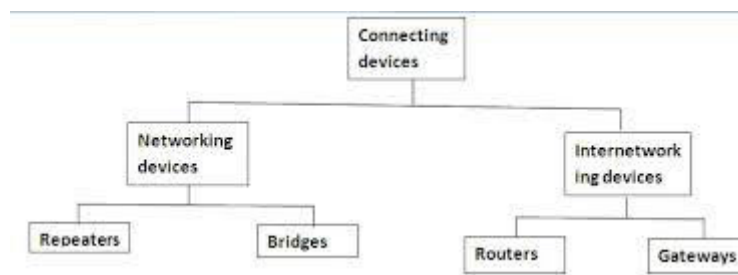 Connecting
devices
Networking
devices
Internetwork
ing devices
Repeaters
Bridges
Routers
Gateways